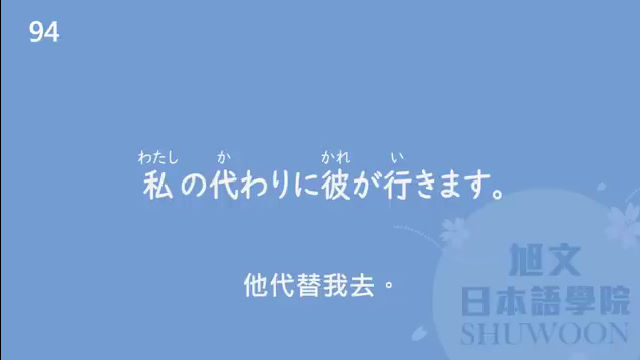 94
わたし か かれ い
私の代わりに彼が行きます。
他代替我去。
旭文
日本語學院
SHUWOON